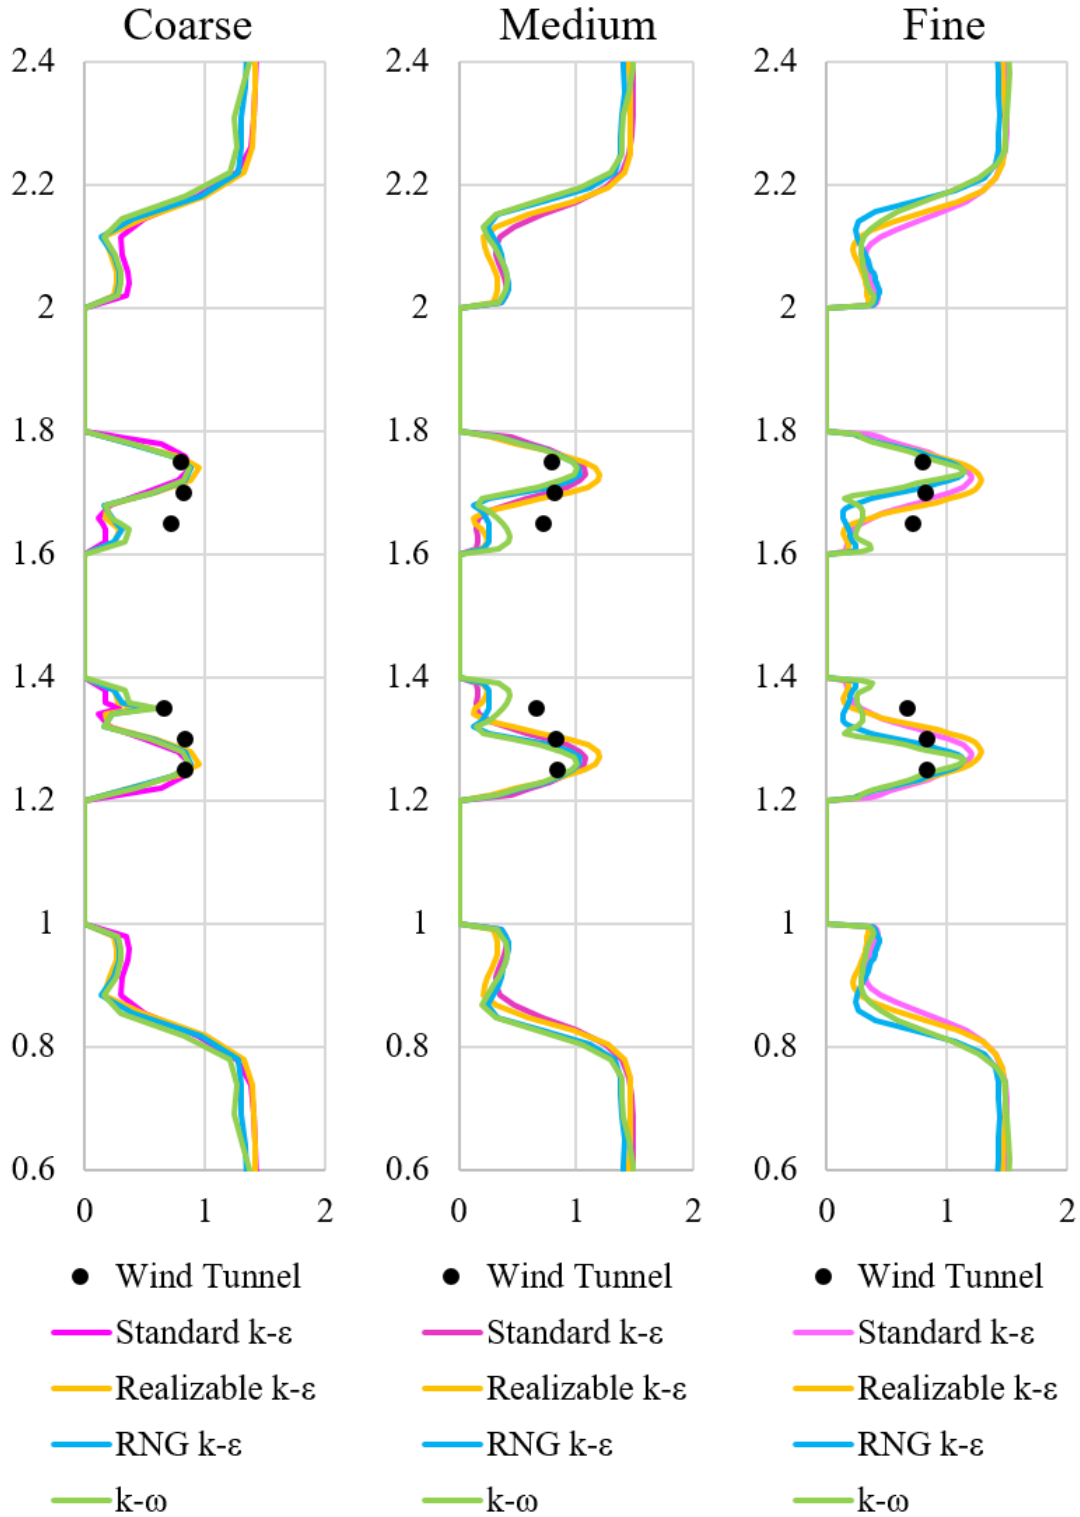 Coarse Medium Fine
2.4 2.4 2.4
2.2 2.2 2.2
2 2 2
1.8 1.8 1.8
1.6 1.6 1.6
1.4 1.4 1.4
1.2 1.2 1.2
1 1 1
0.8 0.8 0.8
0.6 0.6 0.6
0 1 2 0 1 2 0 1 2
Wind Tunnel Wind Tunnel Wind Tunnel
Standard k-ε Standard k-ε Standard k-ε
Realizable k-ε Realizable k-ε Realizable k-ε
RNG k-ε RNG k-ε RNG k-ε
k-ω k-ω k-ω